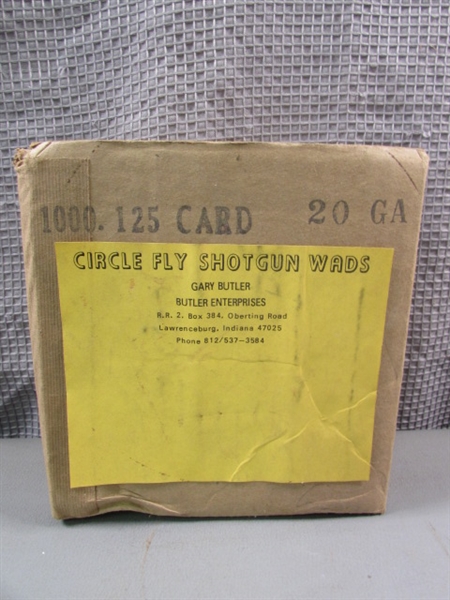 1000. 125 CARD 20 GA
CIRCLE FLY SHOTGUN WADS
GARY BUTLER
BUTLER ENTERPRISES
R.R. 2. Box 384, Oberting Road
Lawrenceburg, Indiana 47025
Phone 812/537-3584